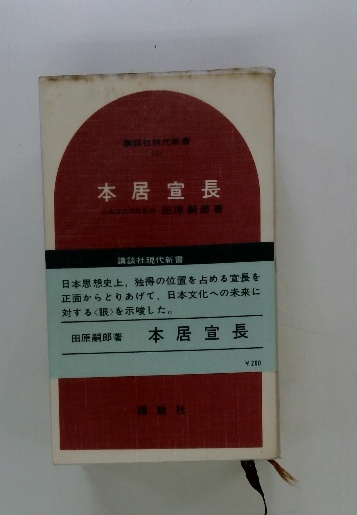 講談社現代新書
本居宣長
田原嗣郎著
講談社現代新書
日本思想史上，独得の位置を占める宣長を
正面からとりあげて，日本文化への未来に
対する〈眼〉を示唆した。
田原嗣郎著 本居宣長
¥200
講談社